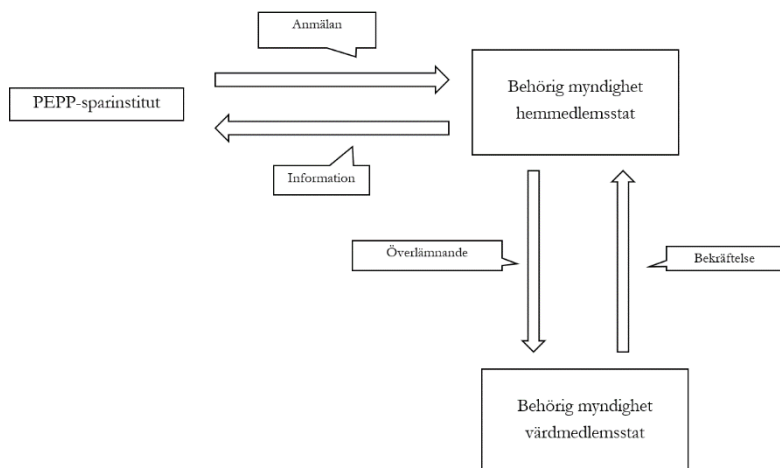 Anmälan
PEPP-sparinstitut
Behörig myndighet
hemmedlemsstat
Information
Överlämnande
Bekräftelse
Behörig myndighet
värdmedlemsstat